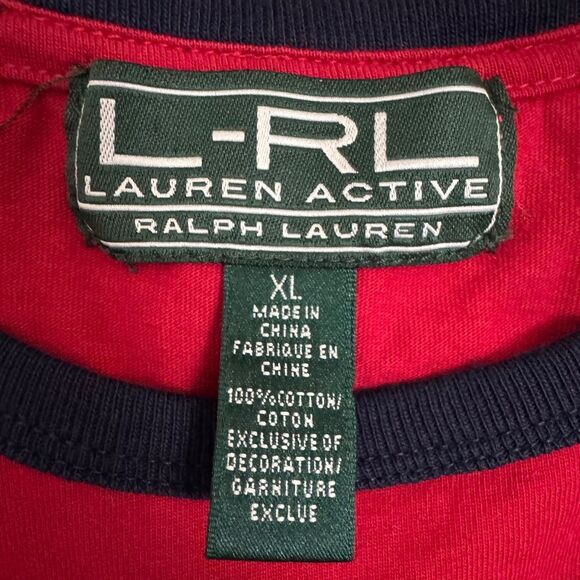 L-RL
LAUREN ACTIVE
RALPH LAUREN
XL
MADE IN
CHINA
FABRIQUE EN
CHINE
100%COTTON/
COTON
EXCLUSIVE OF
DECORATION/
GARNITURE
EXCLUE